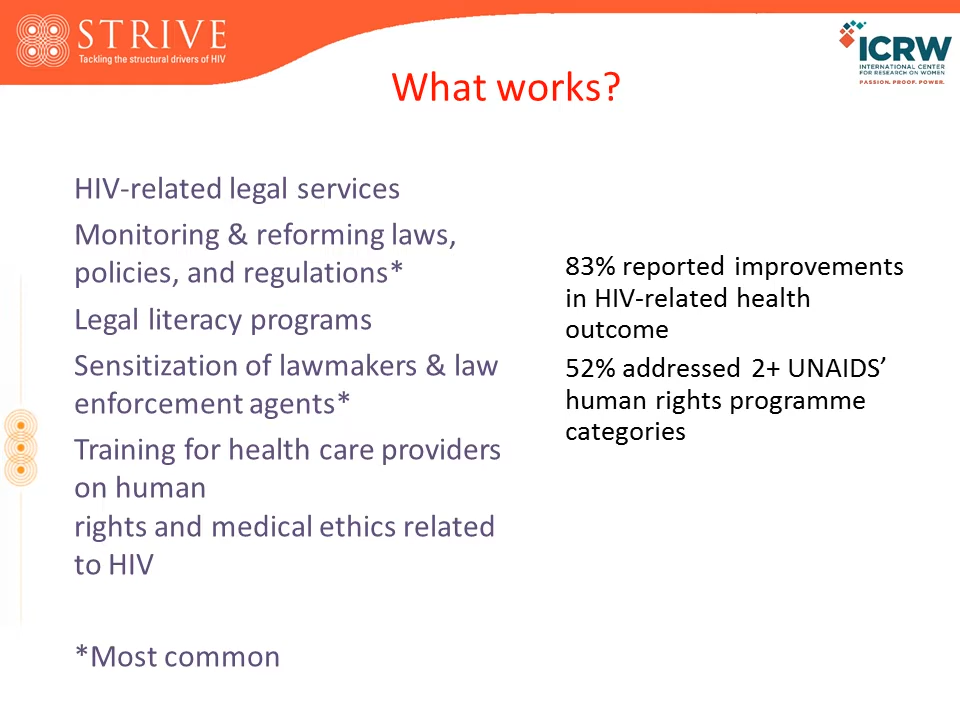 STRIVE
Tackling the structural drivers of HIV
ICRW
INTERNATIONAL CENTER
FOR RESEARCH ON WOMEN
PASSION. PROOF. POWER.
What works?
HIV-related legal services
Monitoring & reforming laws,
policies, and regulations*
Legal literacy programs
Sensitization of lawmakers & law
enforcement agents*
Training for health care providers
on human
rights and medical ethics related
to HIV
*Most common
83% reported improvements
in HIV-related health
outcome
52% addressed 2+ UNAIDS’
human rights programme
categories